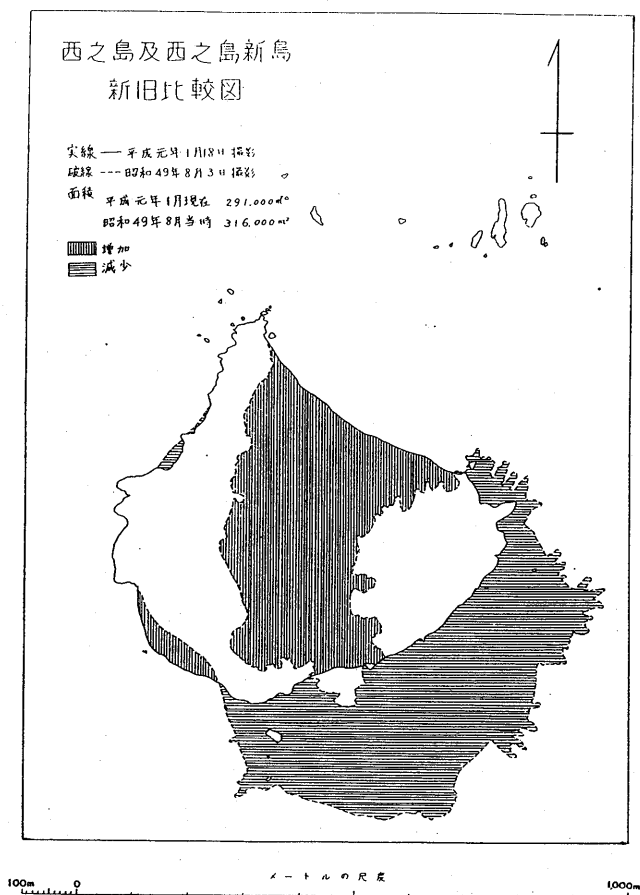 西之島及西之島新島
新旧比較図
実線 ── 平成元年1月18日 撮影
破線 --- 昭和49年8月3日 撮影
面積 平成元年1月現在 291.000m²
昭和49年8月当時 316.000m²
増加
減少
メートルの尺度
100m 0 1,000m